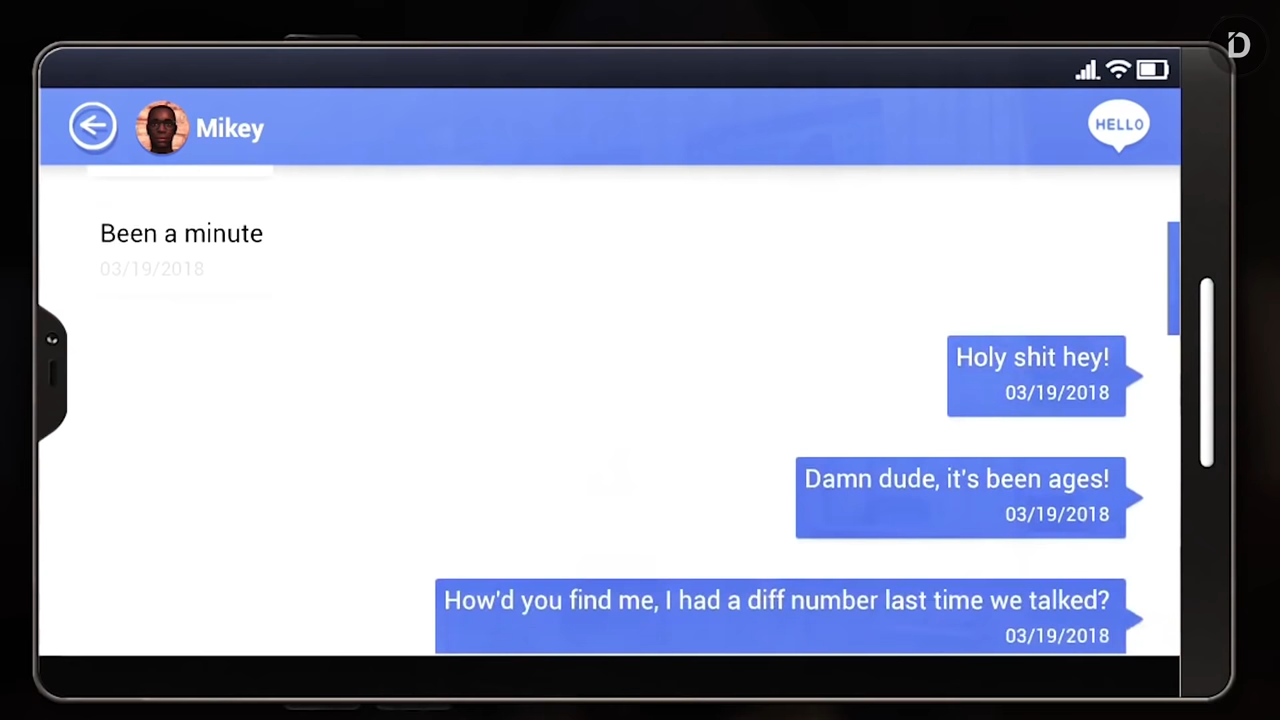 Mikey
HELLO
Been a minute
03/19/2018
Holy shit hey!
03/19/2018
Damn dude, it's been ages!
03/19/2018
How'd you find me, I had a diff number last time we talked?
03/19/2018